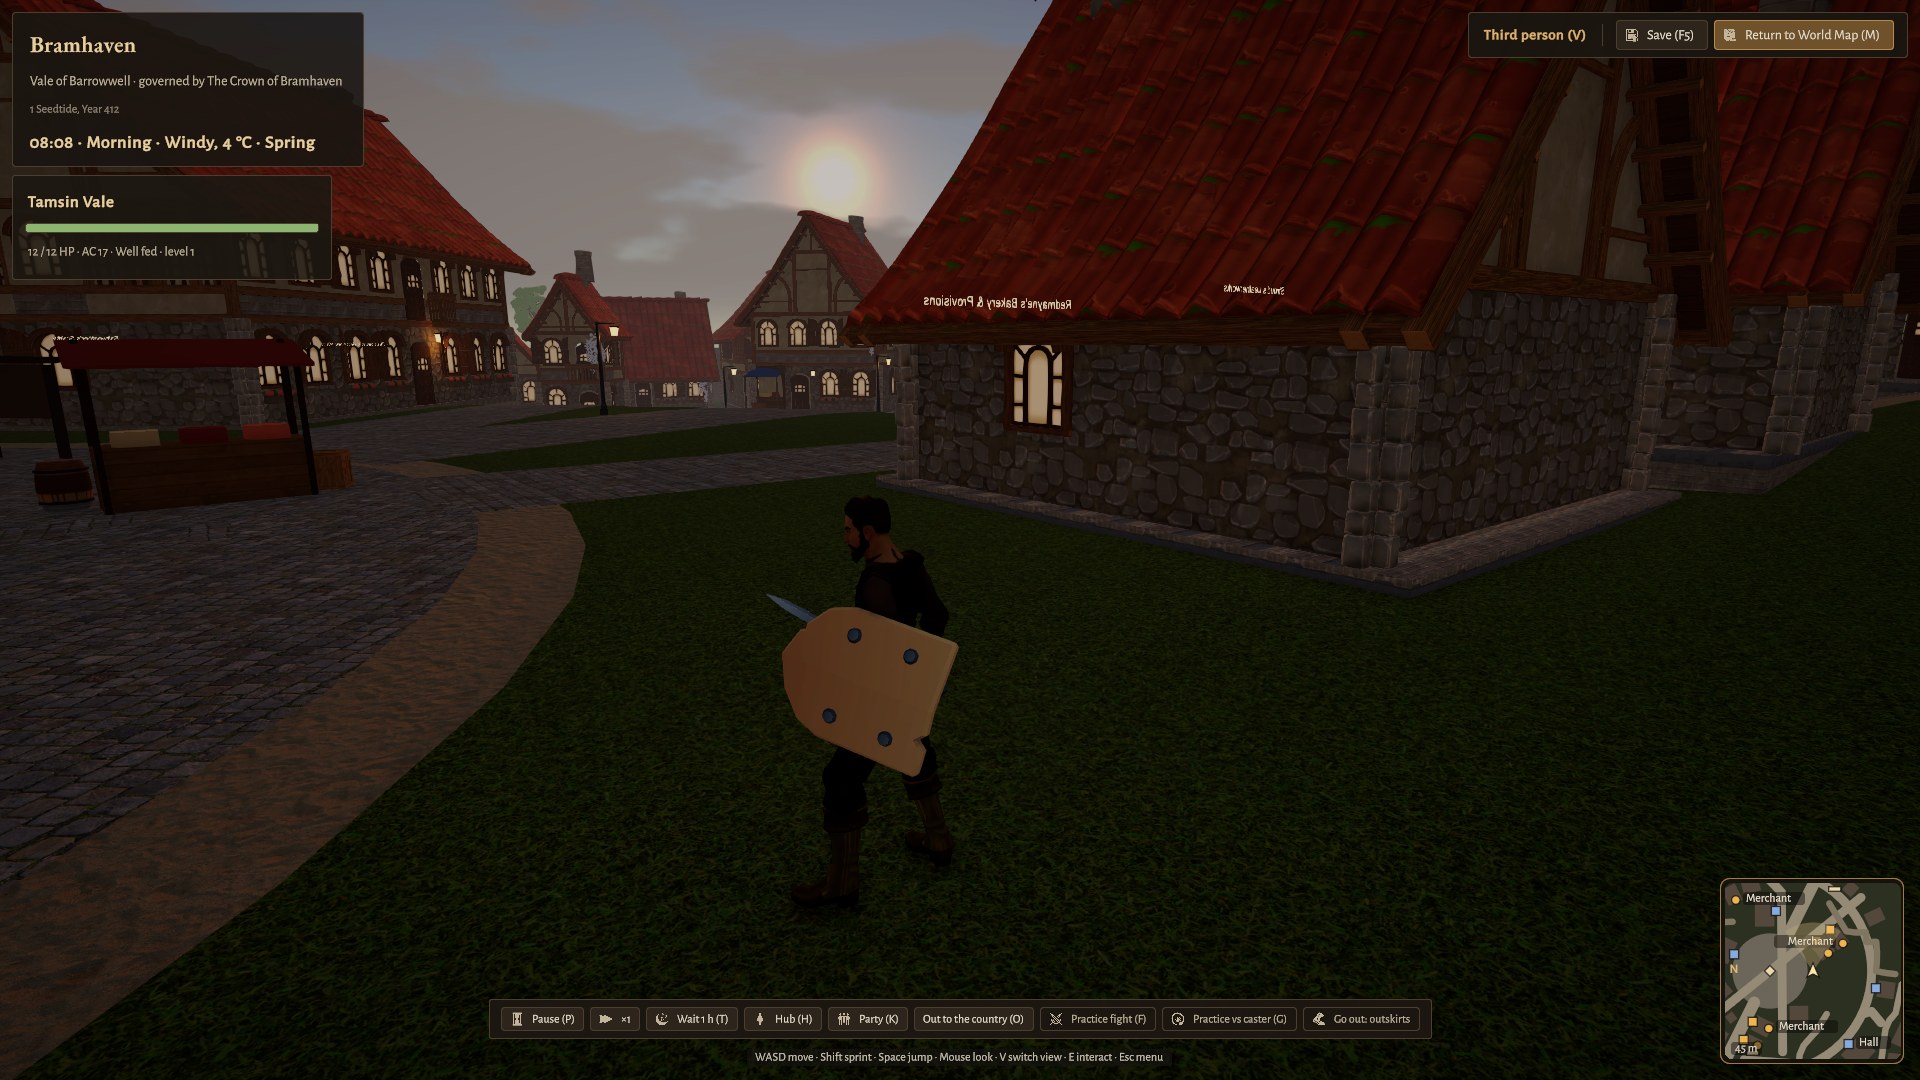 Bramhaven
Vale of Barrowwell · governed by The Crown of Bramhaven
1 Seedtide, Year 412
08:08 · Morning · Windy, 4 °C · Spring
Tamsin Vale
12 / 12 HP · AC 17 · Well fed · level 1
Third person (V)
Save (F5)
Return to World Map (M)
Redmayne's Bakery & Provisions
Merchant
Merchant
N
Merchant
Hall
45 m
Pause (P)
×1
Wait 1 h (T)
Hub (H)
Party (K)
Out to the country (O)
Practice fight (F)
Practice vs caster (G)
Go out: outskirts
WASD move · Shift sprint · Space jump · Mouse look · V switch view · E interact · Esc menu